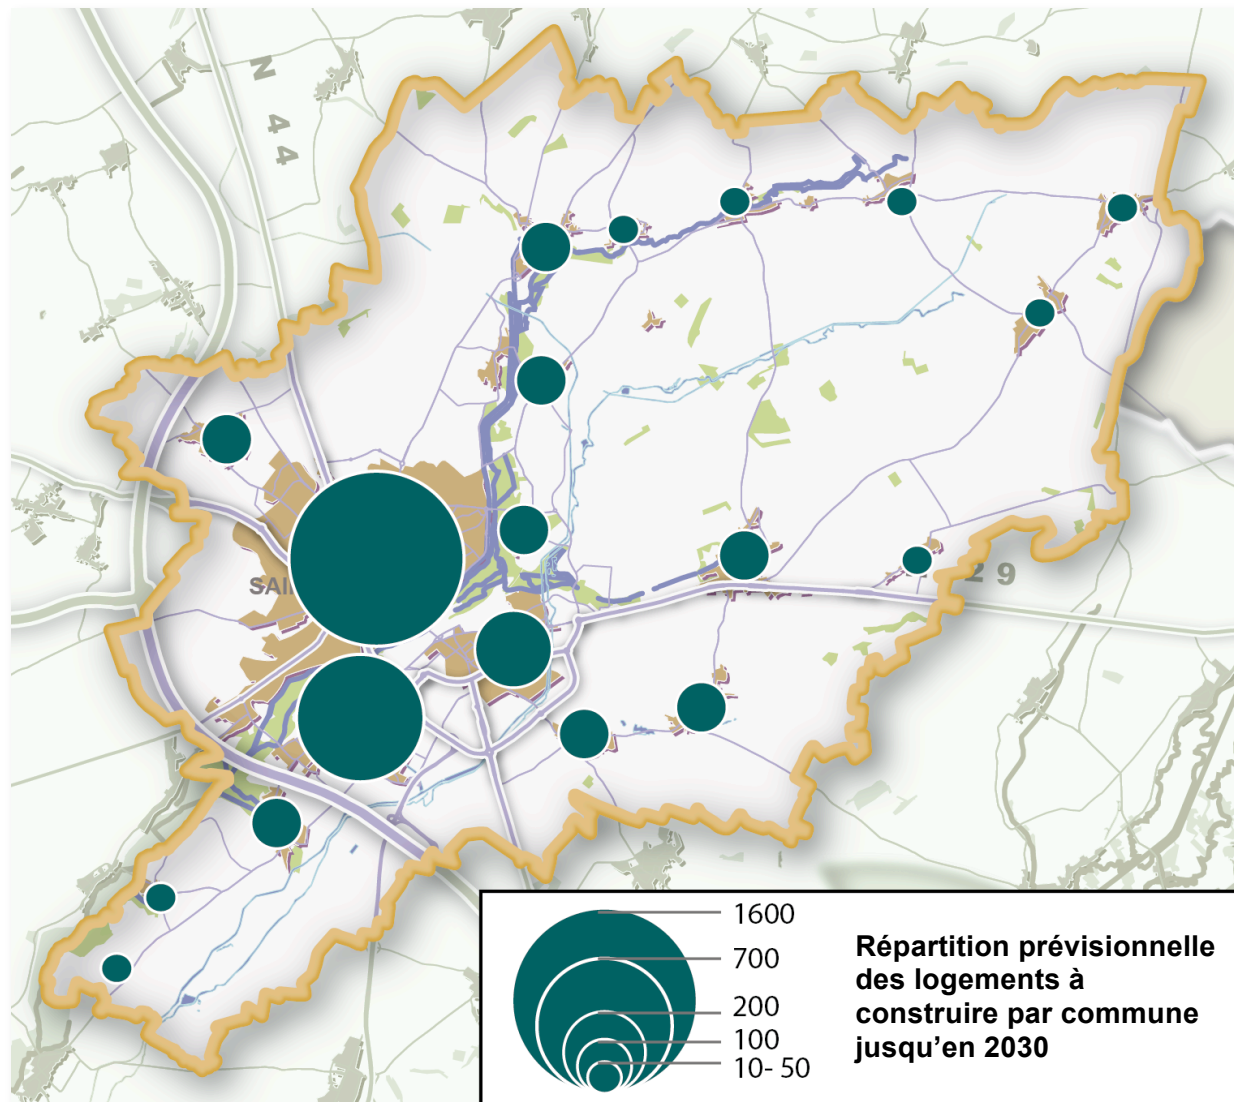 N 44
SAI
29
1600
700
200
100
10- 50
Répartition prévisionnelle
des logements à
construire par commune
jusqu'en 2030